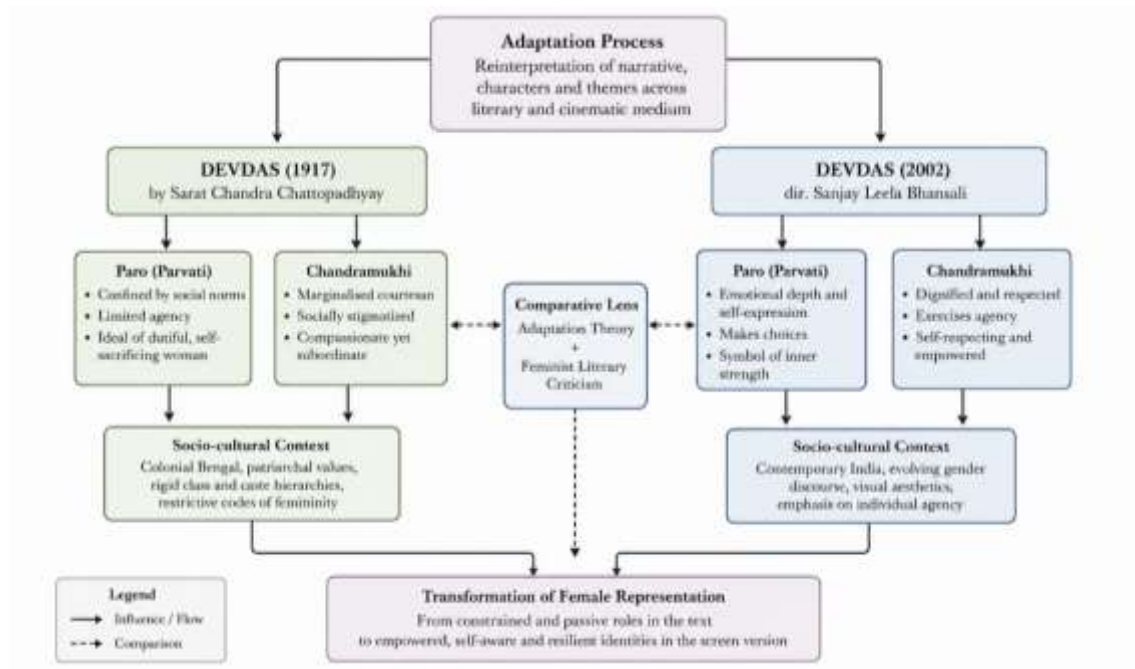 Adaptation Process
Reinterpretation of narrative,
characters and themes across
literary and cinematic medium
DEVDAS (1917)
by Sarat Chandra Chattopadhyay
DEVDAS (2002)
dir. Sanjay Leela Bhansali
Paro (Parvati)
• Confined by social norms
• Limited agency
• Ideal of dutiful, self-
sacrificing woman
Chandramukhi
• Marginalised courtesan
• Socially stigmatized
• Compassionate yet
subordinate
Comparative Lens
Adaptation Theory
+
Feminist Literary
Criticism
Paro (Parvati)
• Emotional depth and
self-expression
• Makes choices
• Symbol of inner
strength
Chandramukhi
• Dignified and respected
• Exercises agency
• Self-respecting and
empowered
Socio-cultural Context
Colonial Bengal, patriarchal values,
rigid class and caste hierarchies,
restrictive codes of femininity
Socio-cultural Context
Contemporary India, evolving gender
discourse, visual aesthetics,
emphasis on individual agency
Legend
Influence / Flow
Comparison
Transformation of Female Representation
From constrained and passive roles in the text
to empowered, self-aware and resilient identities in the screen version